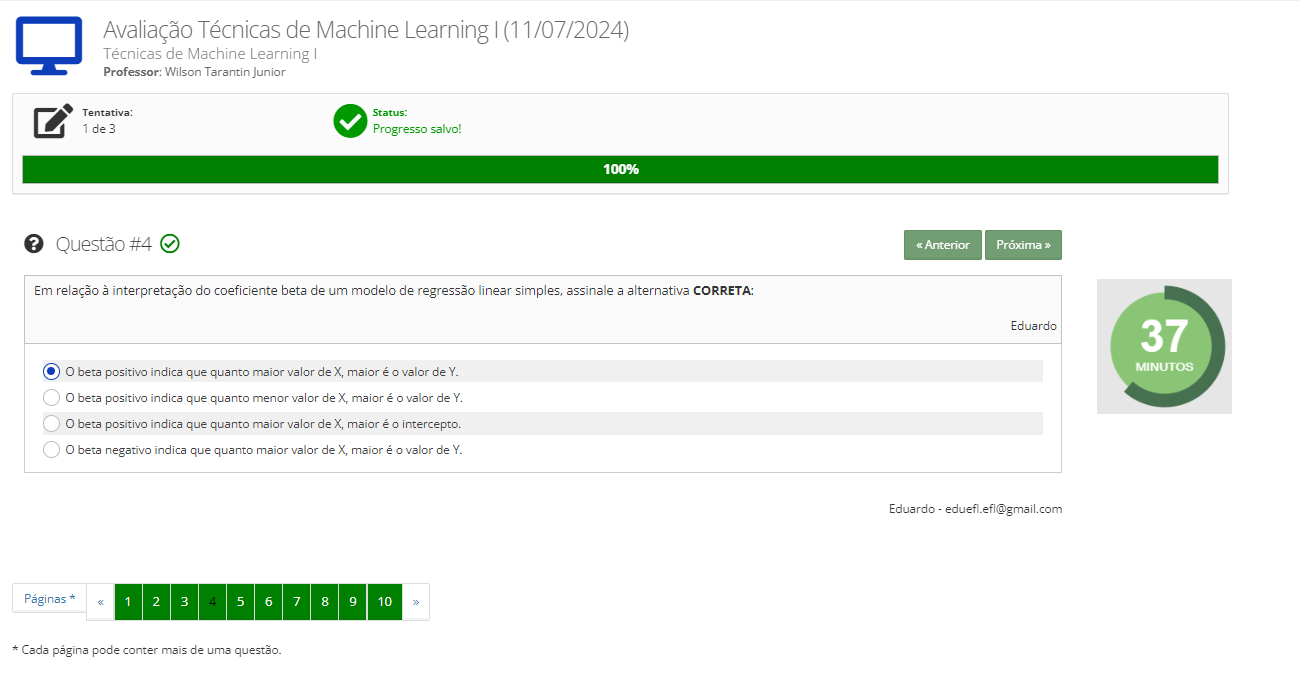 Avaliação Técnicas de Machine Learning I (11/07/2024)
Técnicas de Machine Learning I
Professor: Wilson Tarantin Junior
Tentativa:
1 de 3
Status:
Progresso salvo!
100%
Questão #4
« Anterior
Próxima »
Em relação à interpretação do coeficiente beta de um modelo de regressão linear simples, assinale a alternativa CORRETA:
Eduardo
37
MINUTOS
O beta positivo indica que quanto maior valor de X, maior é o valor de Y.
O beta positivo indica que quanto menor valor de X, maior é o valor de Y.
O beta positivo indica que quanto maior valor de X, maior é o intercepto.
O beta negativo indica que quanto maior valor de X, maior é o valor de Y.
Eduardo - eduefl.efl@gmail.com
Páginas * « 1 2 3 4 5 6 7 8 9 10 »
* Cada página pode conter mais de uma questão.